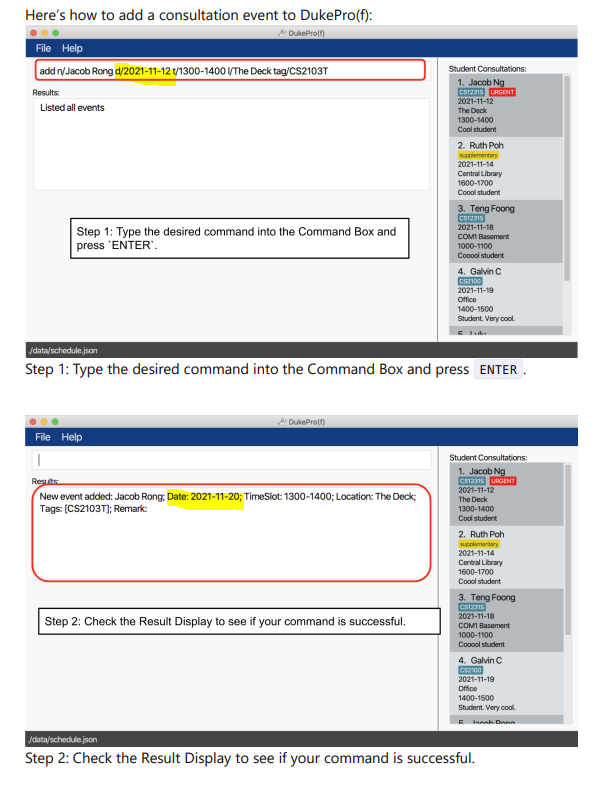 Here's how to add a consultation event to DukePro(f):
DukePro(f)
File Help
add n/Jacob Rong d/2021-11-12 t/1300-1400 l/The Deck tag/CS2103T
Results:
Listed all events
Step 1: Type the desired command into the Command Box and
press `ENTER`.
Student Consultations:
1. Jacob Ng
CS1231S URGENT
2021-11-12
The Deck
1300-1400
Cool student
2. Ruth Poh
supplementary
2021-11-14
Central Library
1600-1700
Coool student
3. Teng Foong
CS1231S
2021-11-18
COM1 Basement
1000-1100
Cooool student
4. Galvin C
CS2100
2021-11-19
Office
1400-1500
Student. Very cool.
5. Lulu
./data/schedule.json
Step 1: Type the desired command into the Command Box and press ENTER .
DukePro(f)
File Help
Results:
New event added: Jacob Rong; Date: 2021-11-20; TimeSlot: 1300-1400; Location: The Deck;
Tags: [CS2103T]; Remark:
Step 2: Check the Result Display to see if your command is successful.
Student Consultations:
1. Jacob Ng
CS1231S URGENT
2021-11-12
The Deck
1300-1400
Cool student
2. Ruth Poh
supplementary
2021-11-14
Central Library
1600-1700
Coool student
3. Teng Foong
CS1231S
2021-11-18
COM1 Basement
1000-1100
Cooool student
4. Galvin C
CS2100
2021-11-19
Office
1400-1500
Student. Very cool.
5. Jacob Rong
./data/schedule.json
Step 2: Check the Result Display to see if your command is successful.